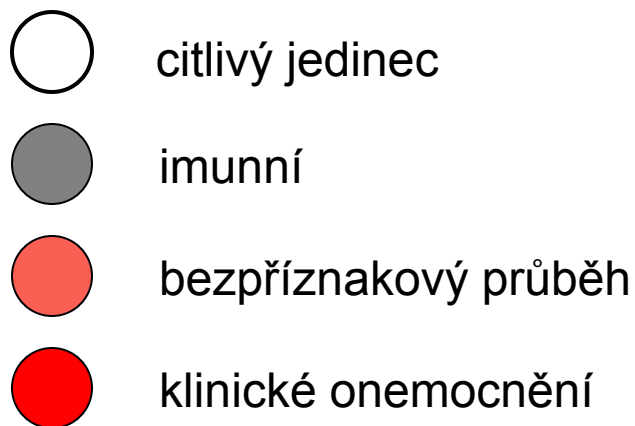 citlivý jedinec
imunní
bezpříznakový průběh
klinické onemocnění